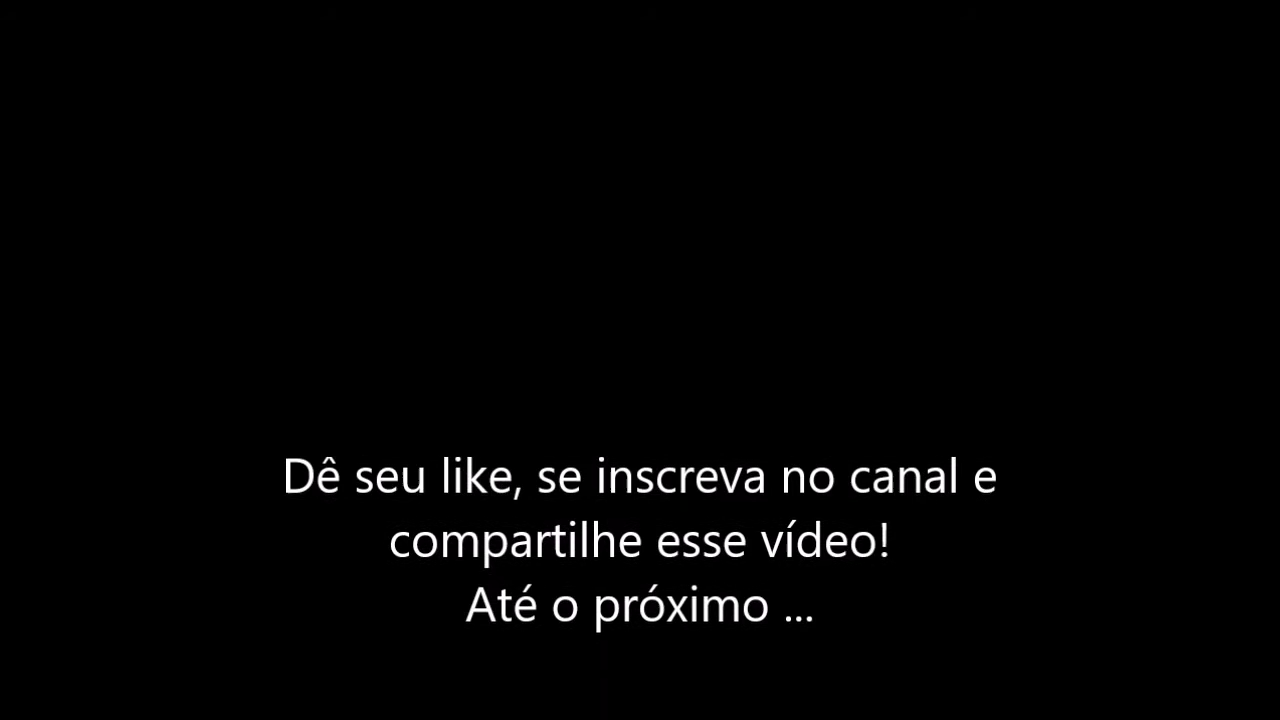 Dê seu like, se inscreva no canal e
compartilhe esse vídeo!
Até o próximo ...